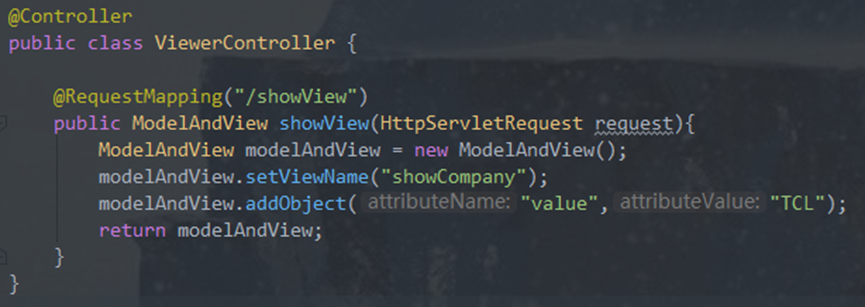 @Controller
public class ViewerController {
@RequestMapping("/showView")
public ModelAndView showView(HttpServletRequest request){
ModelAndView modelAndView = new ModelAndView();
modelAndView.setViewName("showCompany");
modelAndView.addObject( attributeName: "value", attributeValue: "TCL");
return modelAndView;
}
}